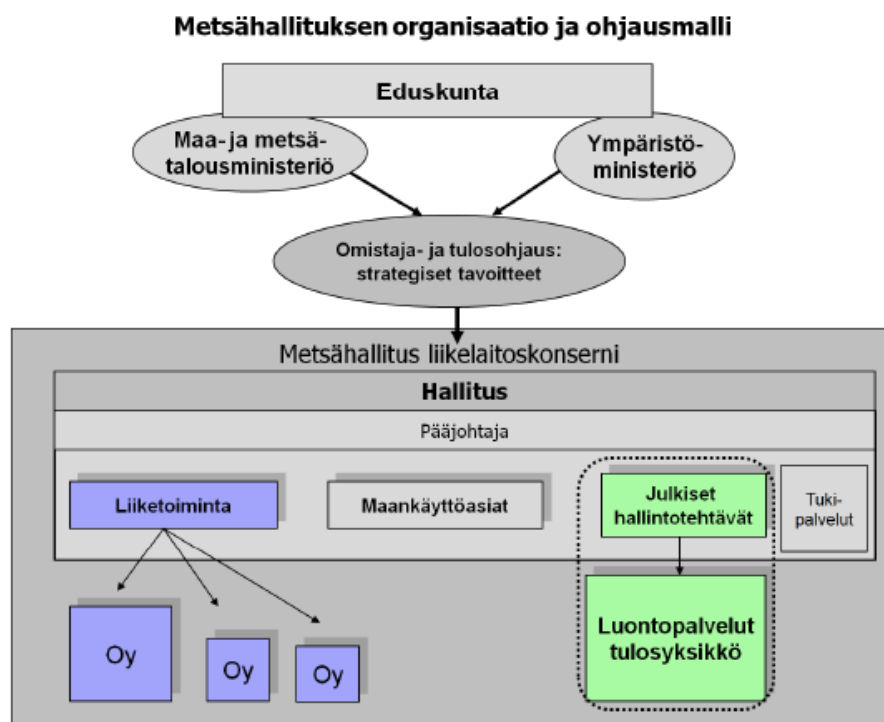 Metsähallituksen organisaatio ja ohjausmalli
Eduskunta
Maa- ja metsä-
talousministeriö
Ympäristö-
ministeriö
Omistaja- ja tulosohjaus:
strategiset tavoitteet
Metsähallitus liikelaitoskonserni
Hallitus
Pääjohtaja
Liiketoiminta
Maankäyttöasiat
Julkiset
hallintotehtävät
Tuki-
palvelut
Oy
Oy
Oy
Luontopalvelut
tulosyksikkö